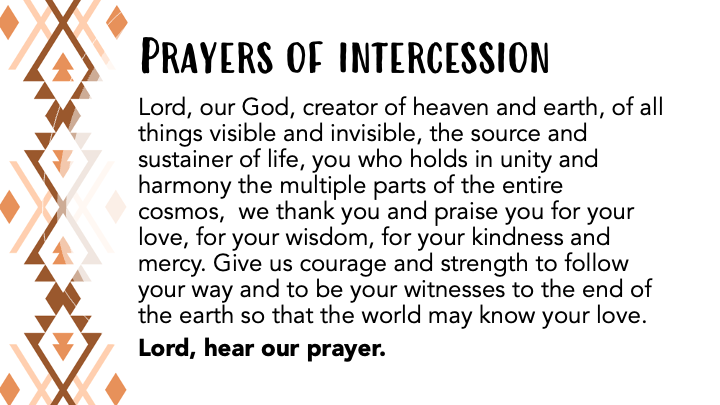 Prayers of intercession
Lord, our God, creator of heaven and earth, of all
things visible and invisible, the source and
sustainer of life, you who holds in unity and
harmony the multiple parts of the entire
cosmos,  we thank you and praise you for your
love, for your wisdom, for your kindness and
mercy. Give us courage and strength to follow
your way and to be your witnesses to the end of
the earth so that the world may know your love.
Lord, hear our prayer.